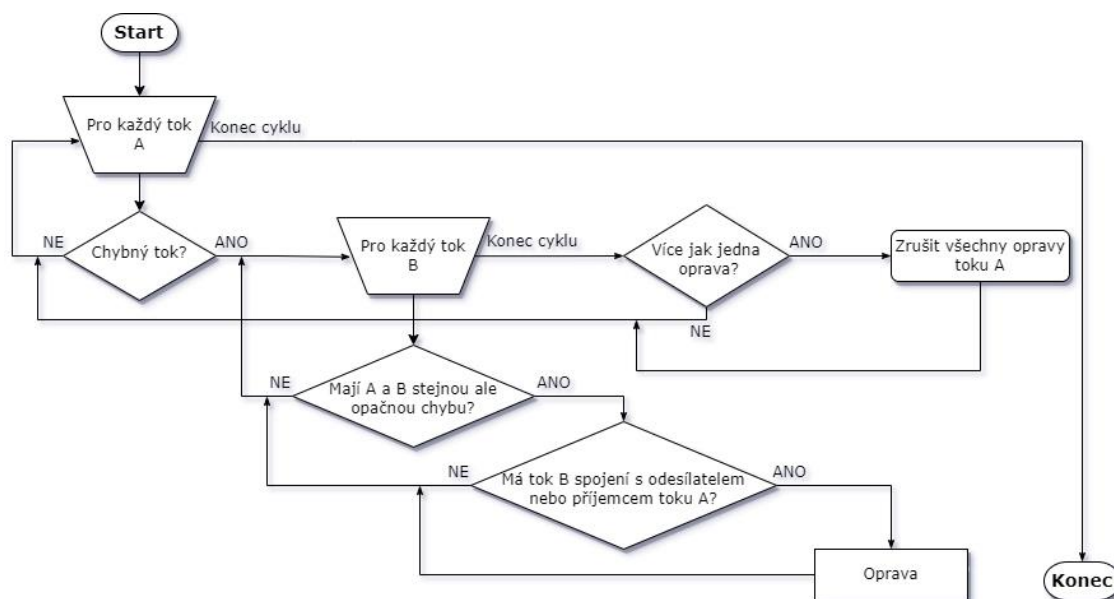 Start
Pro každý tok
A
Konec cyklu
NE
Chybný tok?
ANO
Pro každý tok
B
Konec cyklu
Více jak jedna
oprava?
ANO
Zrušit všechny opravy
toku A
NE
NE
Mají A a B stejnou ale
opačnou chybu?
ANO
NE
Má tok B spojení s odesílatelem
nebo příjemcem toku A?
ANO
Oprava
Konec